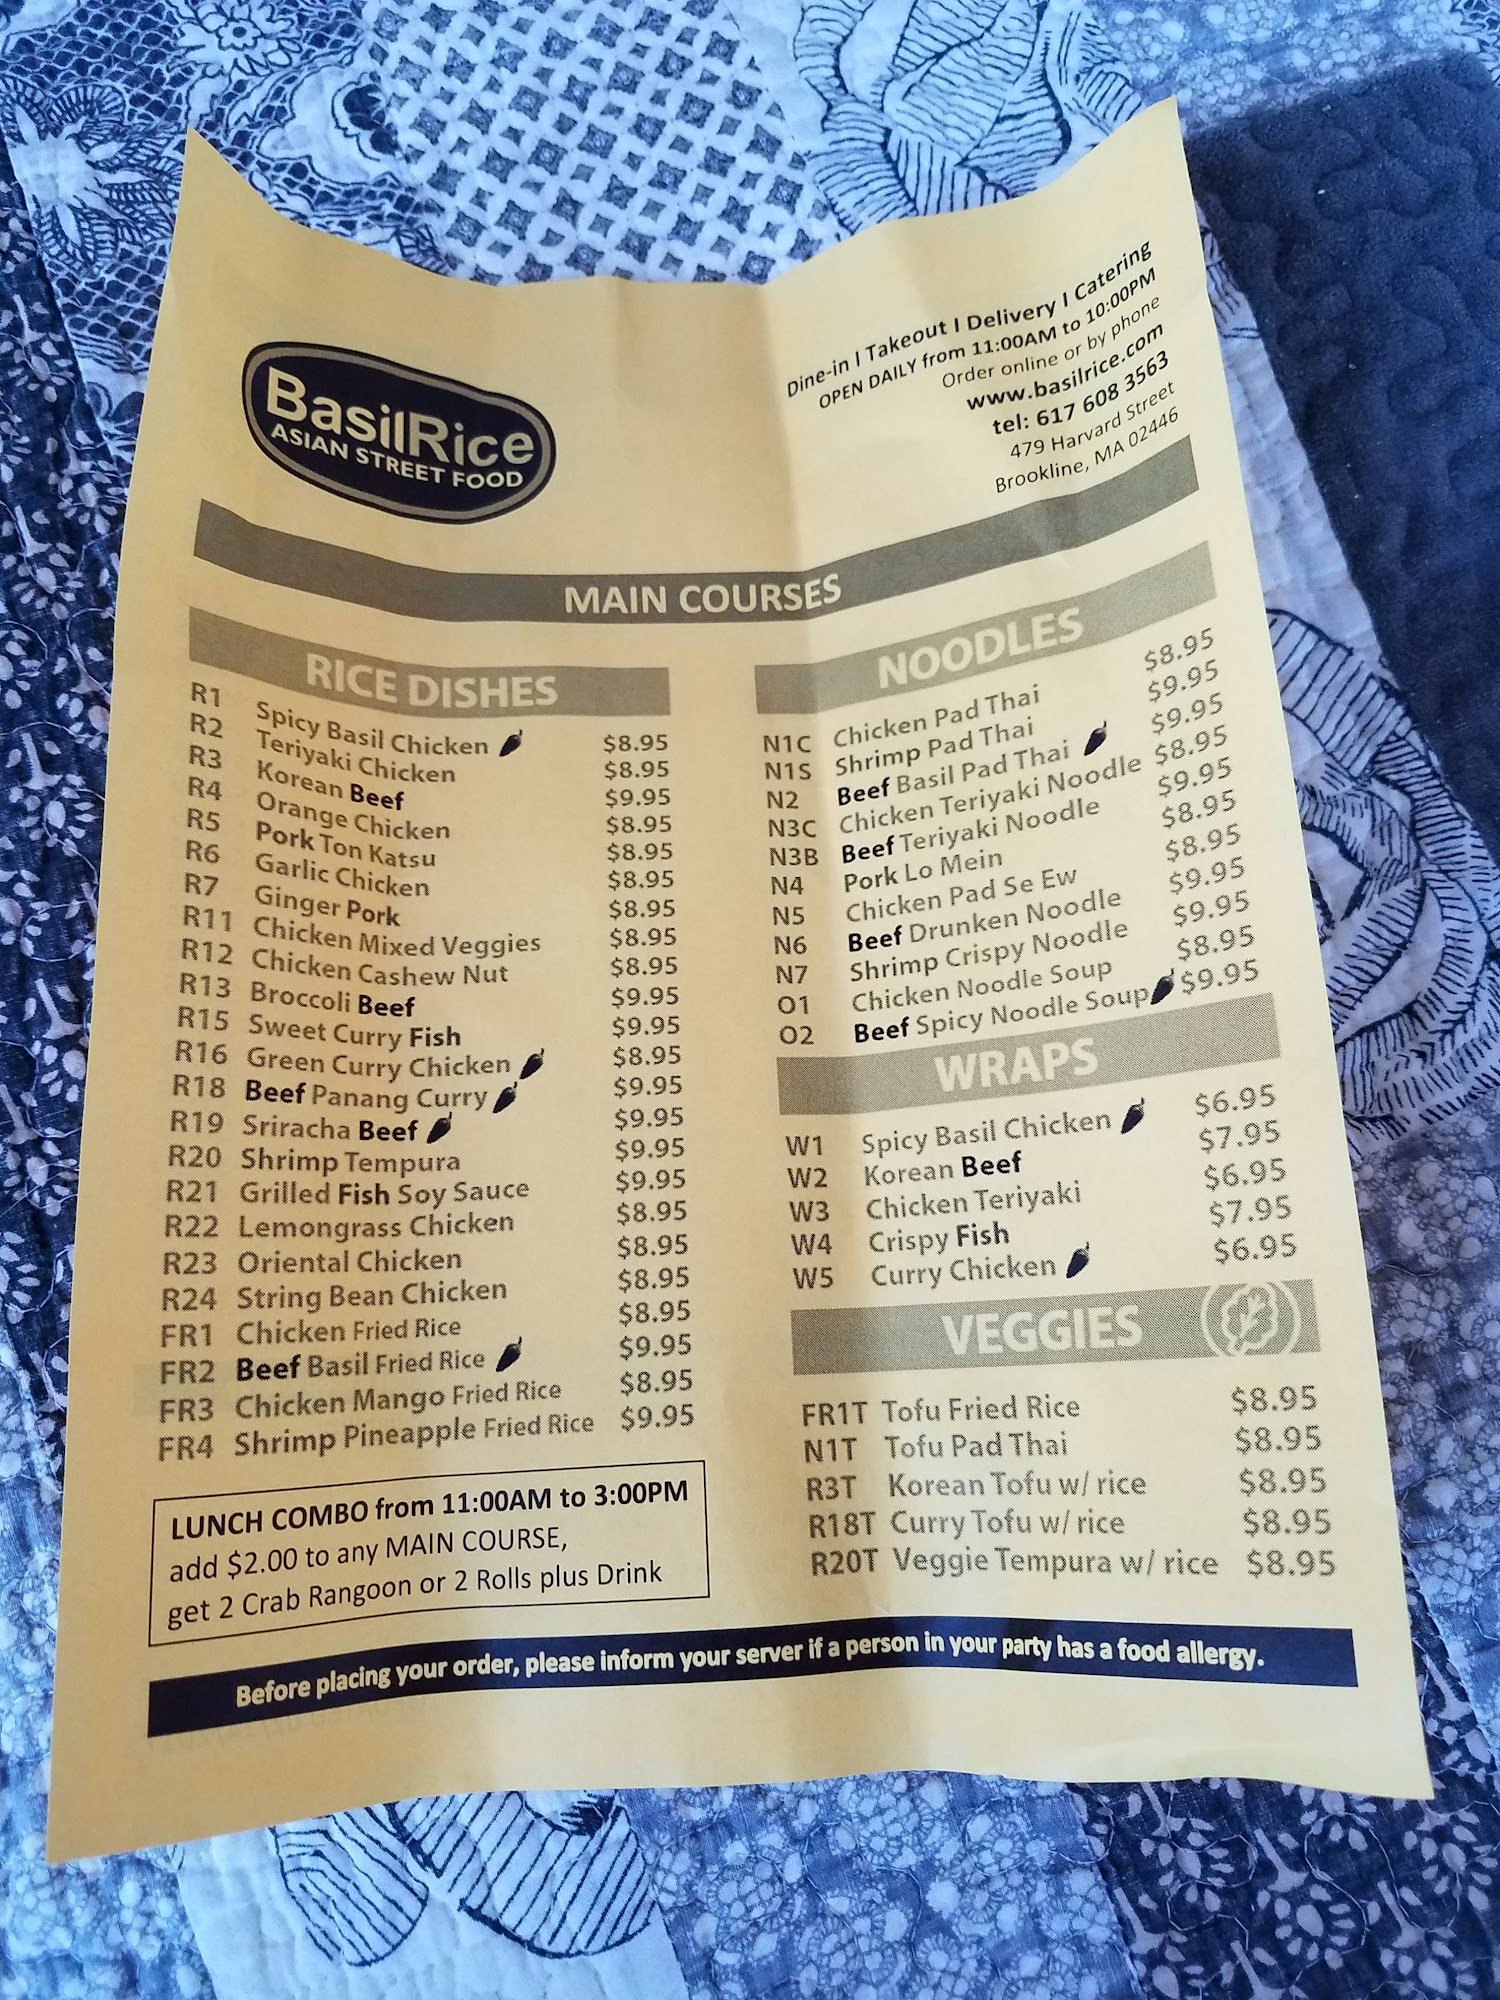 BasilRice
ASIAN STREET FOOD
Dine-in I Takeout I Delivery I Catering
OPEN DAILY from 11:00AM to 10:00PM
Order online or by phone
www.basilrice.com
tel: 617 608 3563
479 Harvard Street
Brookline, MA 02446
MAIN COURSES
RICE DISHES
R1 Spicy Basil Chicken $8.95
R2 Teriyaki Chicken $8.95
R3 Korean Beef $9.95
R4 Orange Chicken $8.95
R5 Pork Ton Katsu $8.95
R6 Garlic Chicken $8.95
R7 Ginger Pork $8.95
R11 Chicken Mixed Veggies $8.95
R12 Chicken Cashew Nut $8.95
R13 Broccoli Beef $9.95
R15 Sweet Curry Fish $9.95
R16 Green Curry Chicken $8.95
R18 Beef Panang Curry $9.95
R19 Sriracha Beef $9.95
R20 Shrimp Tempura $9.95
R21 Grilled Fish Soy Sauce $9.95
R22 Lemongrass Chicken $8.95
R23 Oriental Chicken $8.95
R24 String Bean Chicken $8.95
FR1 Chicken Fried Rice $8.95
FR2 Beef Basil Fried Rice $9.95
FR3 Chicken Mango Fried Rice $8.95
FR4 Shrimp Pineapple Fried Rice $9.95
LUNCH COMBO from 11:00AM to 3:00PM
add $2.00 to any MAIN COURSE,
get 2 Crab Rangoon or 2 Rolls plus Drink
NOODLES
N1C Chicken Pad Thai $8.95
N1S Shrimp Pad Thai $9.95
N2 Beef Basil Pad Thai $9.95
N3C Chicken Teriyaki Noodle $8.95
N3B Beef Teriyaki Noodle $9.95
N4 Pork Lo Mein $8.95
N5 Chicken Pad Se Ew $8.95
N6 Beef Drunken Noodle $9.95
N7 Shrimp Crispy Noodle $9.95
O1 Chicken Noodle Soup $8.95
O2 Beef Spicy Noodle Soup $9.95
WRAPS
W1 Spicy Basil Chicken $6.95
W2 Korean Beef $7.95
W3 Chicken Teriyaki $6.95
W4 Crispy Fish $7.95
W5 Curry Chicken $6.95
VEGGIES
FR1T Tofu Fried Rice $8.95
N1T Tofu Pad Thai $8.95
R3T Korean Tofu w/ rice $8.95
R18T Curry Tofu w/ rice $8.95
R20T Veggie Tempura w/ rice $8.95
Before placing your order, please inform your server if a person in your party has a food allergy.